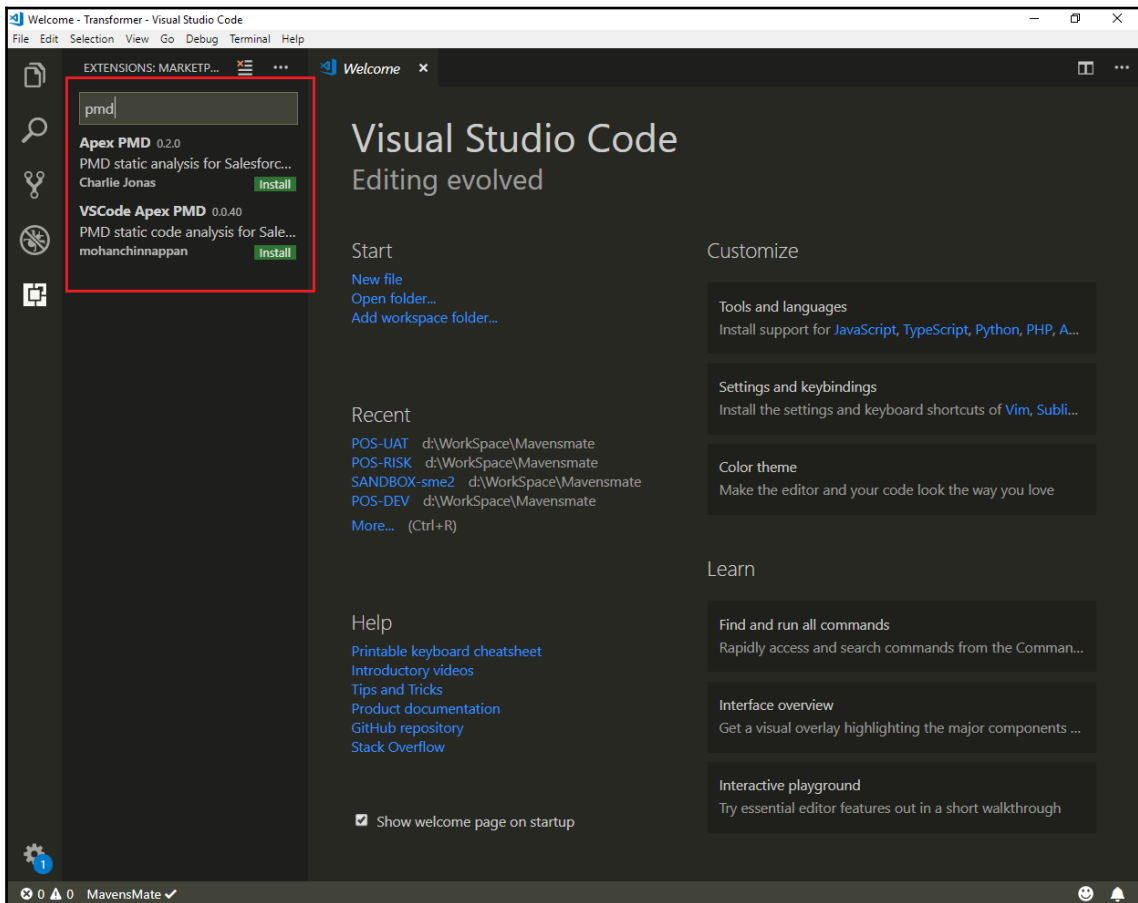 Welcome - Transformer - Visual Studio Code
File Edit Selection View Go Debug Terminal Help
EXTENSIONS: MARKETP...
Welcome
pmd
Apex PMD 0.2.0
PMD static analysis for Salesforc...
Charlie Jonas Install
VSCode Apex PMD 0.0.40
PMD static code analysis for Sale...
mohanchinnappan Install
Visual Studio Code
Editing evolved
Start
New file
Open folder...
Add workspace folder...
Recent
POS-UAT d:\WorkSpace\Mavensmate
POS-RISK d:\WorkSpace\Mavensmate
SANDBOX-sme2 d:\WorkSpace\Mavensmate
POS-DEV d:\WorkSpace\Mavensmate
More... (Ctrl+R)
Help
Printable keyboard cheatsheet
Introductory videos
Tips and Tricks
Product documentation
GitHub repository
Stack Overflow
Show welcome page on startup
Customize
Tools and languages
Install support for JavaScript, TypeScript, Python, PHP, A...
Settings and keybindings
Install the settings and keyboard shortcuts of Vim, Subli...
Color theme
Make the editor and your code look the way you love
Learn
Find and run all commands
Rapidly access and search commands from the Comman...
Interface overview
Get a visual overlay highlighting the major components ...
Interactive playground
Try essential editor features out in a short walkthrough
1
0 0 MavensMate